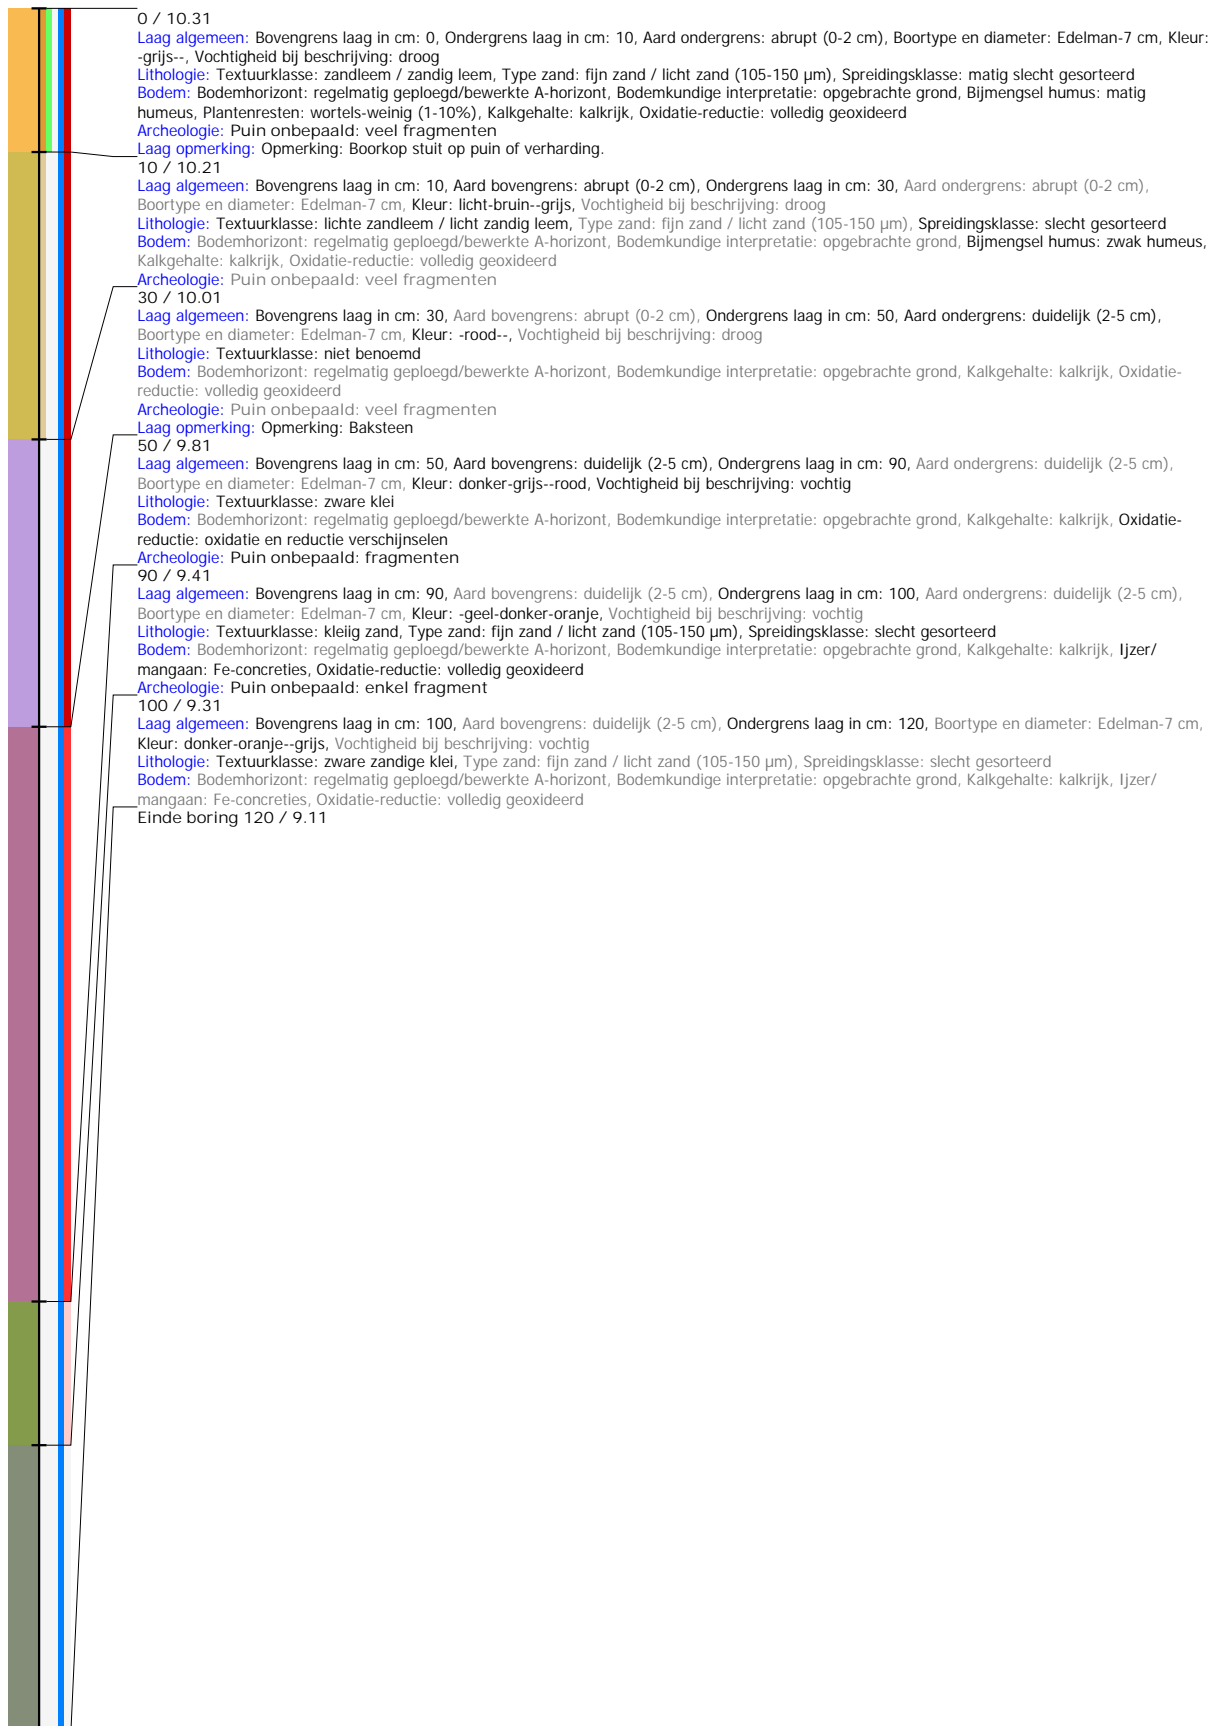 0 / 10.31
Laag algemeen: Bovengrens laag in cm: 0, Ondergrens laag in cm: 10, Aard ondergrens: abrupt (0-2 cm), Boortype en diameter: Edelman-7 cm, Kleur:
-grijs--, Vochtigheid bij beschrijving: droog
Lithologie: Textuurklasse: zandleem / zandig leem, Type zand: fijn zand / licht zand (105-150 µm), Spreidingsklasse: matig slecht gesorteerd
Bodem: Bodemhorizont: regelmatig geploegd/bewerkte A-horizont, Bodemkundige interpretatie: opgebrachte grond, Bijmengsel humus: matig
humeus, Plantenresten: wortels-weinig (1-10%), Kalkgehalte: kalkrijk, Oxidatie-reductie: volledig geoxideerd
Archeologie: Puin onbepaald: veel fragmenten
Laag opmerking: Opmerking: Boorkop stuit op puin of verharding.
10 / 10.21
Laag algemeen: Bovengrens laag in cm: 10, Aard bovengrens: abrupt (0-2 cm), Ondergrens laag in cm: 30, Aard ondergrens: abrupt (0-2 cm),
Boortype en diameter: Edelman-7 cm, Kleur: licht-bruin--grijs, Vochtigheid bij beschrijving: droog
Lithologie: Textuurklasse: lichte zandleem / licht zandig leem, Type zand: fijn zand / licht zand (105-150 µm), Spreidingsklasse: slecht gesorteerd
Bodem: Bodemhorizont: regelmatig geploegd/bewerkte A-horizont, Bodemkundige interpretatie: opgebrachte grond, Bijmengsel humus: zwak humeus,
Kalkgehalte: kalkrijk, Oxidatie-reductie: volledig geoxideerd
Archeologie: Puin onbepaald: veel fragmenten
30 / 10.01
Laag algemeen: Bovengrens laag in cm: 30, Aard bovengrens: abrupt (0-2 cm), Ondergrens laag in cm: 50, Aard ondergrens: duidelijk (2-5 cm),
Boortype en diameter: Edelman-7 cm, Kleur: -rood--, Vochtigheid bij beschrijving: droog
Lithologie: Textuurklasse: niet benoemd
Bodem: Bodemhorizont: regelmatig geploegd/bewerkte A-horizont, Bodemkundige interpretatie: opgebrachte grond, Kalkgehalte: kalkrijk, Oxidatie-
reductie: volledig geoxideerd
Archeologie: Puin onbepaald: veel fragmenten
Laag opmerking: Opmerking: Baksteen
50 / 9.81
Laag algemeen: Bovengrens laag in cm: 50, Aard bovengrens: duidelijk (2-5 cm), Ondergrens laag in cm: 90, Aard ondergrens: duidelijk (2-5 cm),
Boortype en diameter: Edelman-7 cm, Kleur: donker-grijs--rood, Vochtigheid bij beschrijving: vochtig
Lithologie: Textuurklasse: zware klei
Bodem: Bodemhorizont: regelmatig geploegd/bewerkte A-horizont, Bodemkundige interpretatie: opgebrachte grond, Kalkgehalte: kalkrijk, Oxidatie-
reductie: oxidatie en reductie verschijnselen
Archeologie: Puin onbepaald: fragmenten
90 / 9.41
Laag algemeen: Bovengrens laag in cm: 90, Aard bovengrens: duidelijk (2-5 cm), Ondergrens laag in cm: 100, Aard ondergrens: duidelijk (2-5 cm),
Boortype en diameter: Edelman-7 cm, Kleur: -geel-donker-oranje, Vochtigheid bij beschrijving: vochtig
Lithologie: Textuurklasse: kleiig zand, Type zand: fijn zand / licht zand (105-150 µm), Spreidingsklasse: slecht gesorteerd
Bodem: Bodemhorizont: regelmatig geploegd/bewerkte A-horizont, Bodemkundige interpretatie: opgebrachte grond, Kalkgehalte: kalkrijk, Ijzer/
mangaan: Fe-concreties, Oxidatie-reductie: volledig geoxideerd
Archeologie: Puin onbepaald: enkel fragment
100 / 9.31
Laag algemeen: Bovengrens laag in cm: 100, Aard bovengrens: duidelijk (2-5 cm), Ondergrens laag in cm: 120, Boortype en diameter: Edelman-7 cm,
Kleur: donker-oranje--grijs, Vochtigheid bij beschrijving: vochtig
Lithologie: Textuurklasse: zware zandige klei, Type zand: fijn zand / licht zand (105-150 µm), Spreidingsklasse: slecht gesorteerd
Bodem: Bodemhorizont: regelmatig geploegd/bewerkte A-horizont, Bodemkundige interpretatie: opgebrachte grond, Kalkgehalte: kalkrijk, Ijzer/
mangaan: Fe-concreties, Oxidatie-reductie: volledig geoxideerd
Einde boring 120 / 9.11